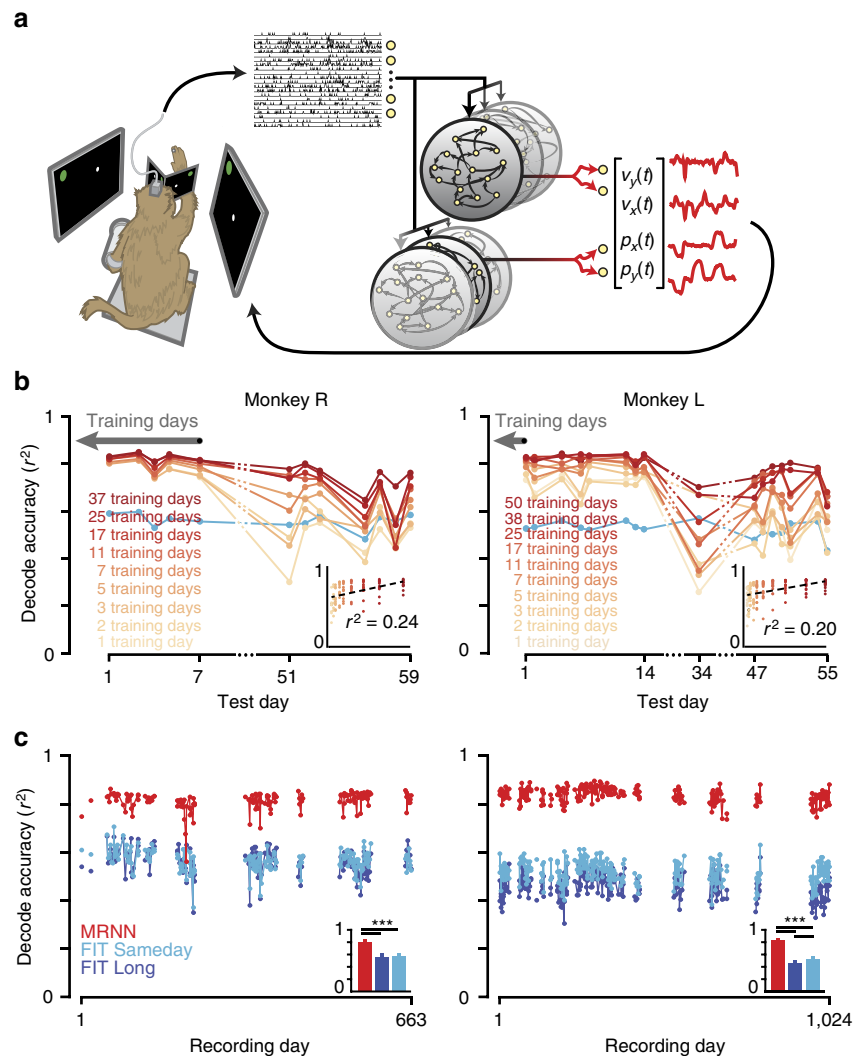 a
v_y(t)
v_x(t)
p_x(t)
p_y(t)
b
Monkey R
Monkey L
1
Training days
37 training days
25 training days
17 training days
11 training days
7 training days
5 training days
3 training days
2 training days
1 training day
Decode accuracy (r²)
0
1
r² = 0.24
0
1
7
51
59
Test day
1
Training days
50 training days
38 training days
25 training days
17 training days
11 training days
7 training days
5 training days
3 training days
2 training days
1 training day
0
1
r² = 0.20
0
1
14
34
47
55
Test day
c
1
Decode accuracy (r²)
MRNN
FIT Sameday
FIT Long
0
1
***
0
1
663
Recording day
1
0
1
***
0
1
1,024
Recording day